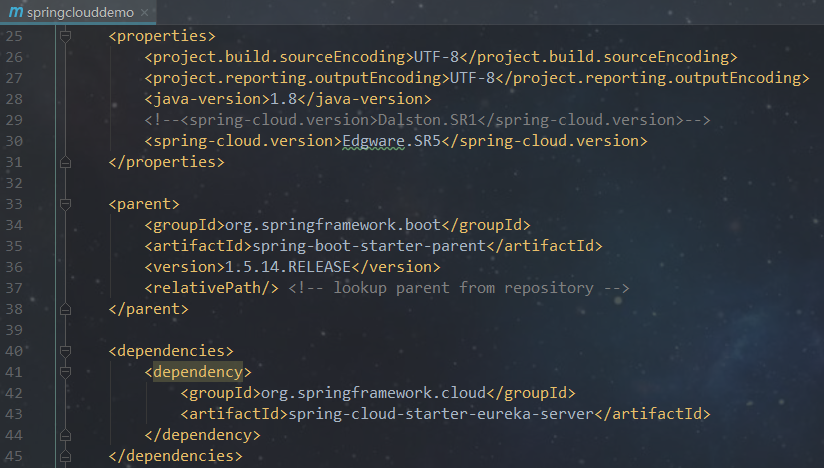 m springclouddemo ×
25 <properties>
26 <project.build.sourceEncoding>UTF-8</project.build.sourceEncoding>
27 <project.reporting.outputEncoding>UTF-8</project.reporting.outputEncoding>
28 <java-version>1.8</java-version>
29 <!--<spring-cloud.version>Dalston.SR1</spring-cloud.version>-->
30 <spring-cloud.version>Edgware.SR5</spring-cloud.version>
31 </properties>
32
33 <parent>
34 <groupId>org.springframework.boot</groupId>
35 <artifactId>spring-boot-starter-parent</artifactId>
36 <version>1.5.14.RELEASE</version>
37 <relativePath/> <!-- lookup parent from repository -->
38 </parent>
39
40 <dependencies>
41 <dependency>
42 <groupId>org.springframework.cloud</groupId>
43 <artifactId>spring-cloud-starter-eureka-server</artifactId>
44 </dependency>
45 </dependencies>